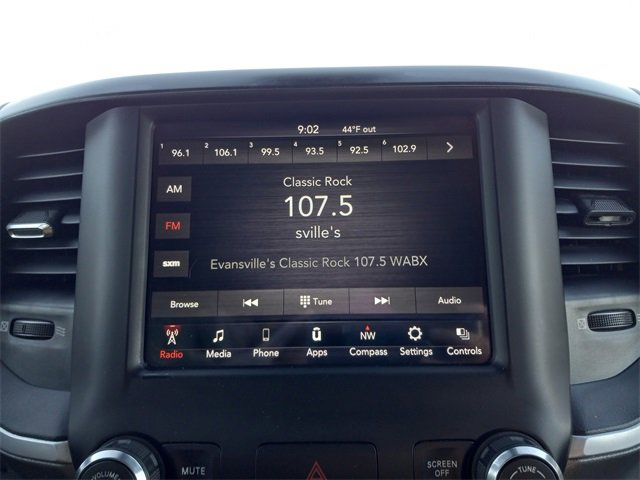 9:02 44°F out
1 96.1 2 106.1 3 99.5 4 93.5 5 92.5 6 102.9
AM
Classic Rock
107.5
FM
sville's
sxm
Evansville's Classic Rock 107.5 WABX
Browse Tune Audio
NW
Radio Media Phone Apps Compass Settings Controls
VOLUME MUTE SCREEN OFF TUNE